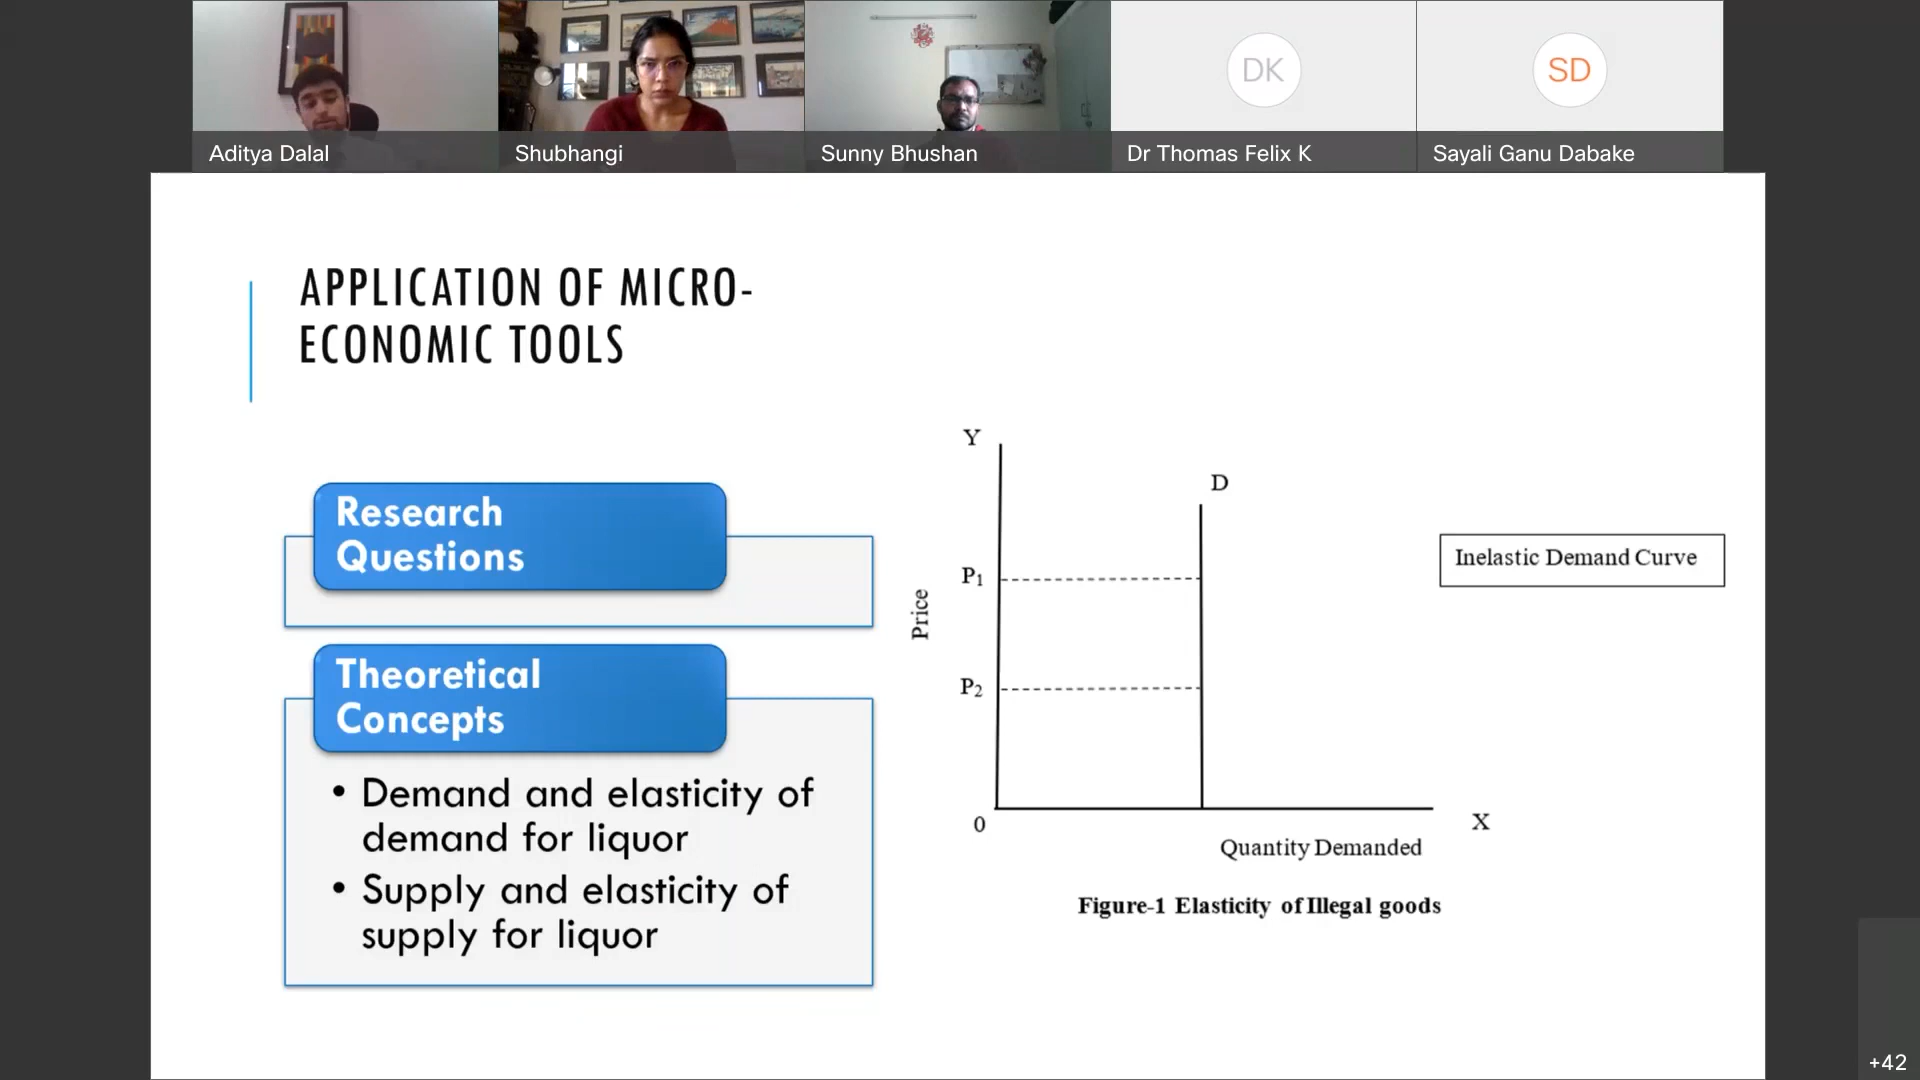 DK
SD
Aditya Dalal
Shubhangi
Sunny Bhushan
Dr Thomas Felix K
Sayali Ganu Dabake
APPLICATION OF MICRO-
ECONOMIC TOOLS
Research
Questions
Theoretical
Concepts
• Demand and elasticity of
demand for liquor
• Supply and elasticity of
supply for liquor
Y
D
P1
Price
P2
0
X
Quantity Demanded
Inelastic Demand Curve
Figure-1 Elasticity of Illegal goods
+42